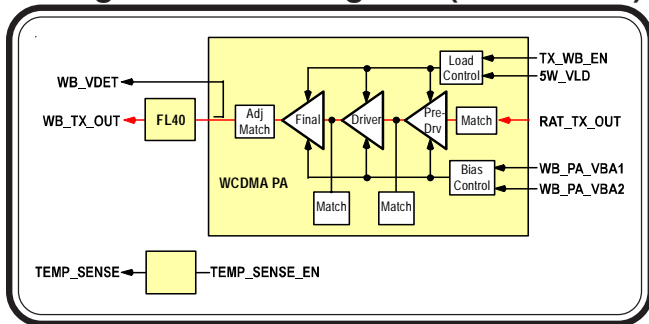 TX_WB_EN
Load
Control
5W_VLD
WB_VDET
WB_TX_OUT
FL40
Adj
Match
Final
Driver
Pre-
Drv
Match
RAT_TX_OUT
WCDMA PA
Match
Match
Bias
Control
WB_PA_VBA1
WB_PA_VBA2
TEMP_SENSE
TEMP_SENSE_EN